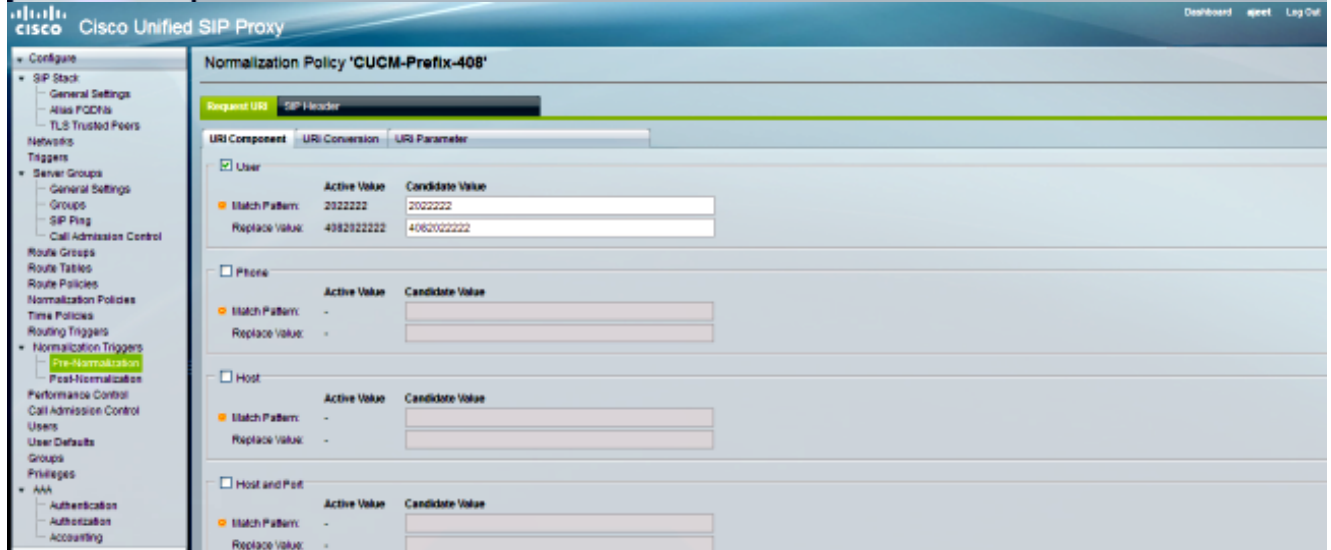 cisco Cisco Unified SIP Proxy
Dashboard ajeet Log Out
Configure
SIP Stack
General Settings
Alias FQDNs
TLS Trusted Peers
Networks
Triggers
Server Groups
General Settings
Groups
SIP Ping
Call Admission Control
Route Groups
Route Tables
Route Policies
Normalization Policies
Time Policies
Routing Triggers
Normalization Triggers
Pre-Normalization
Post-Normalization
Performance Control
Call Admission Control
Users
User Defaults
Groups
Privileges
AAA
Authentication
Authorization
Accounting
Normalization Policy 'CUCM-Prefix-408'
Request URI SIP Header
URI Component URI Conversion URI Parameter
User
Active Value Candidate Value
Match Pattern: 2022222 2022222
Replace Value: 4082022222 4082022222
Phone
Active Value Candidate Value
Match Pattern: -
Replace Value: -
Host
Active Value Candidate Value
Match Pattern: -
Replace Value: -
Host and Port
Active Value Candidate Value
Match Pattern: -
Replace Value: -